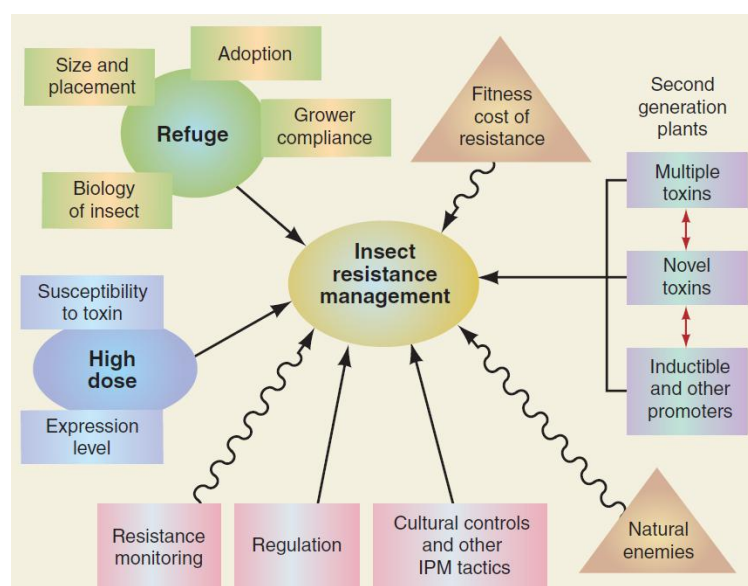 Size and
placement
Adoption
Refuge
Grower
compliance
Biology
of insect
Fitness
cost of
resistance
Second
generation
plants
Multiple
toxins
Novel
toxins
Inductible
and other
promoters
Insect
resistance
management
Susceptibility
to toxin
High
dose
Expression
level
Resistance
monitoring
Regulation
Cultural controls
and other
IPM tactics
Natural
enemies